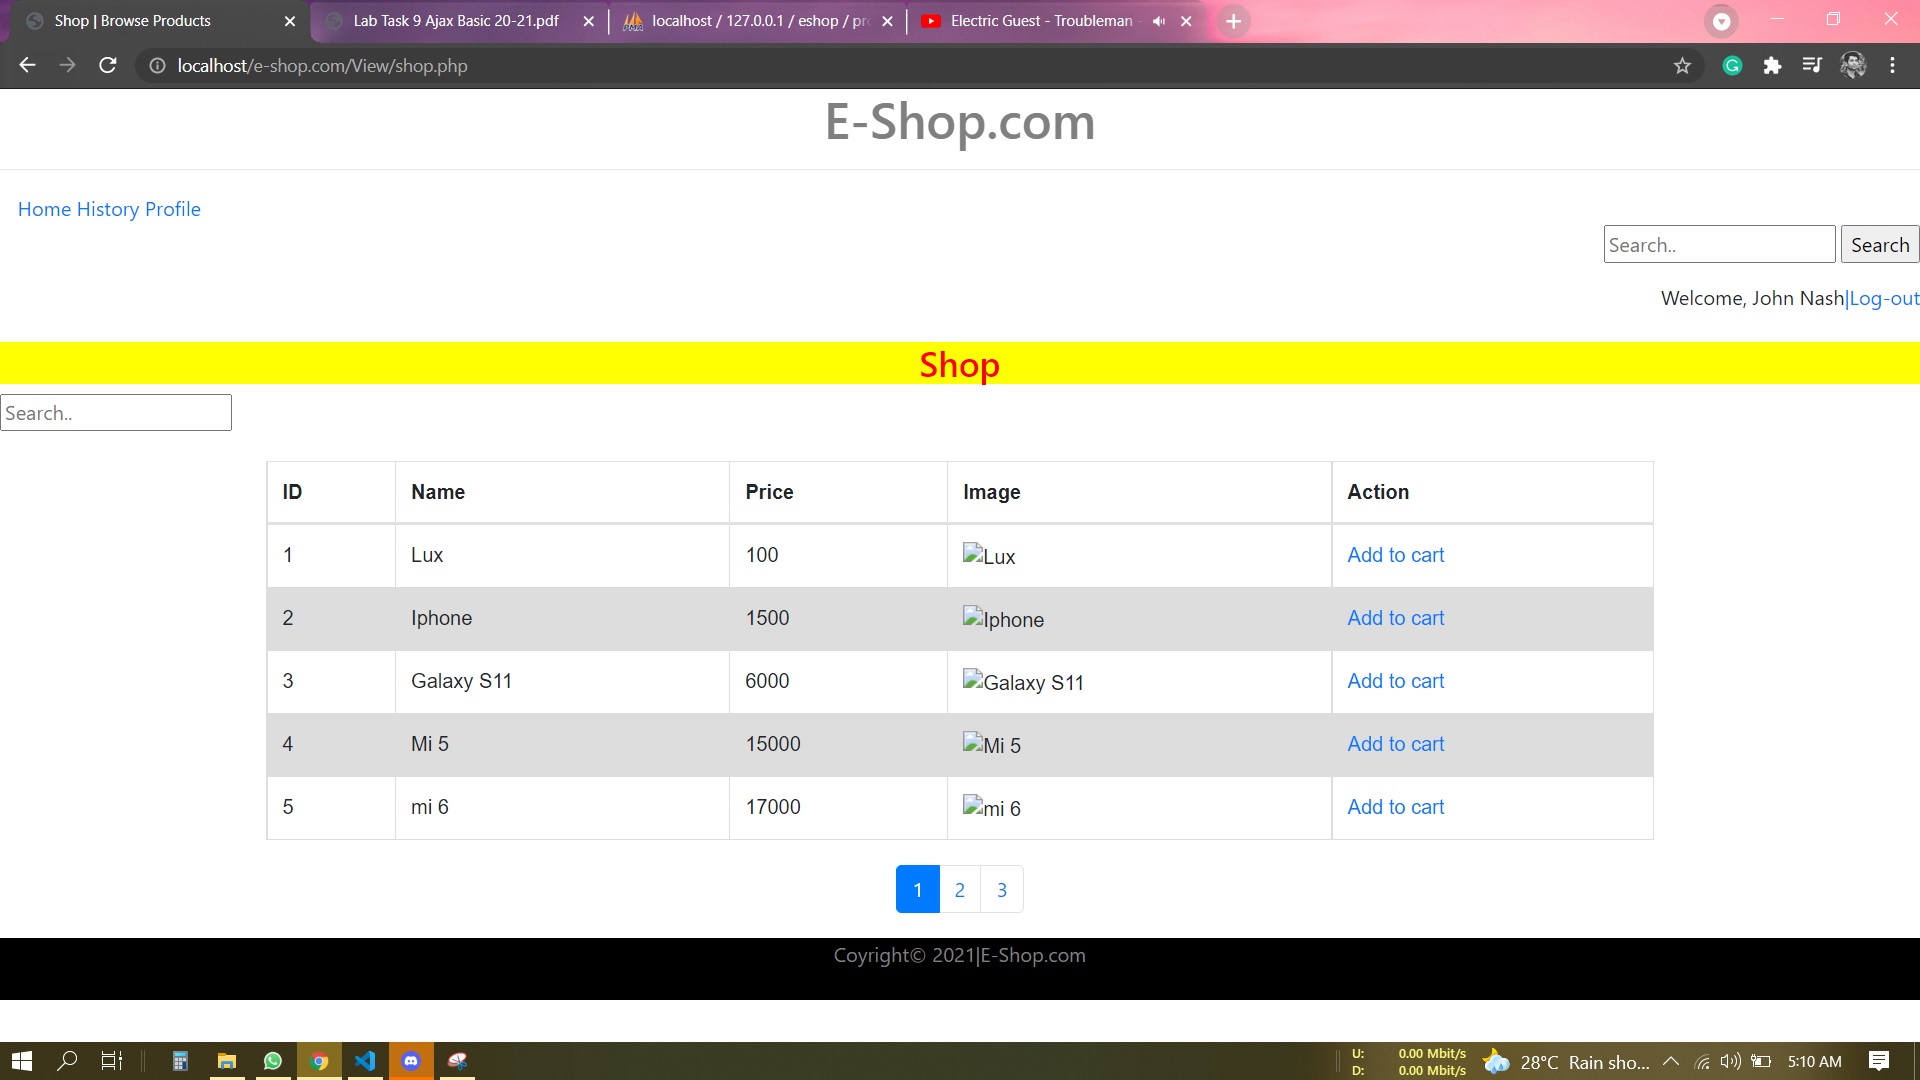 Shop | Browse Products
Lab Task 9 Ajax Basic 20-21.pdf
localhost / 127.0.0.1 / eshop / pr
Electric Guest - Troubleman -
localhost/e-shop.com/View/shop.php
E-Shop.com
Home History Profile
Search.. Search
Welcome, John Nash|Log-out
Shop
Search..
ID Name Price Image Action
1 Lux 100 Lux Add to cart
2 Iphone 1500 Iphone Add to cart
3 Galaxy S11 6000 Galaxy S11 Add to cart
4 Mi 5 15000 Mi 5 Add to cart
5 mi 6 17000 mi 6 Add to cart
1 2 3
Coyright© 2021|E-Shop.com
U: 0.00 Mbit/s
D: 0.00 Mbit/s
28°C Rain sho...
5:10 AM